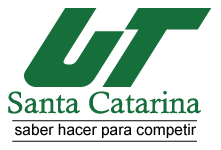 UT
Santa Catarina
saber hacer para competir